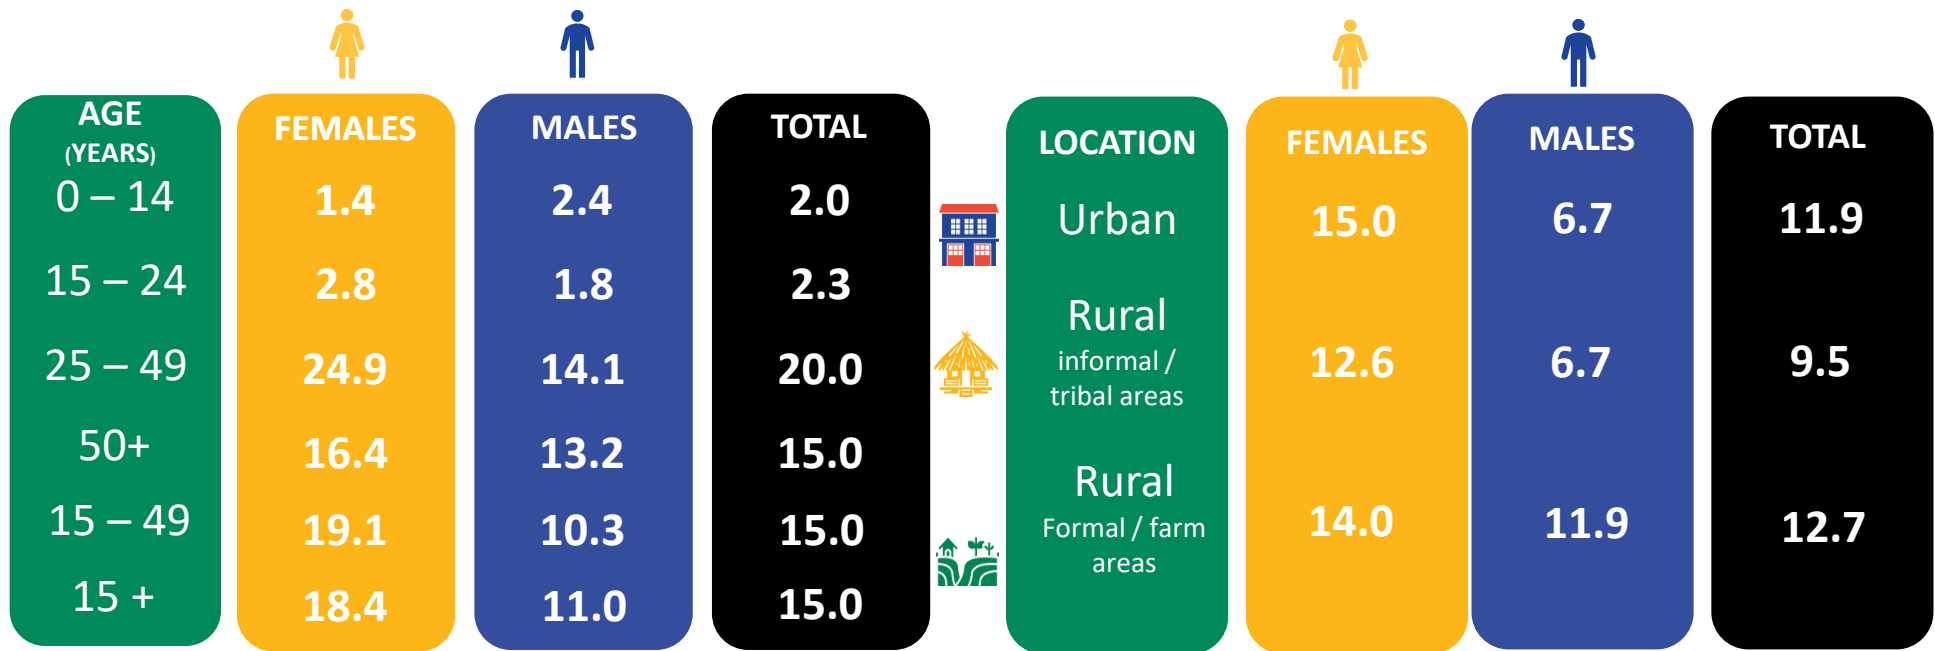 AGE
(YEARS)
FEMALES
MALES
TOTAL
0 – 14
1.4
2.4
2.0
15 – 24
2.8
1.8
2.3
25 – 49
24.9
14.1
20.0
50+
16.4
13.2
15.0
15 – 49
19.1
10.3
15.0
15 +
18.4
11.0
15.0
LOCATION
FEMALES
MALES
TOTAL
Urban
15.0
6.7
11.9
Rural
informal /
tribal areas
12.6
6.7
9.5
Rural
Formal / farm
areas
14.0
11.9
12.7